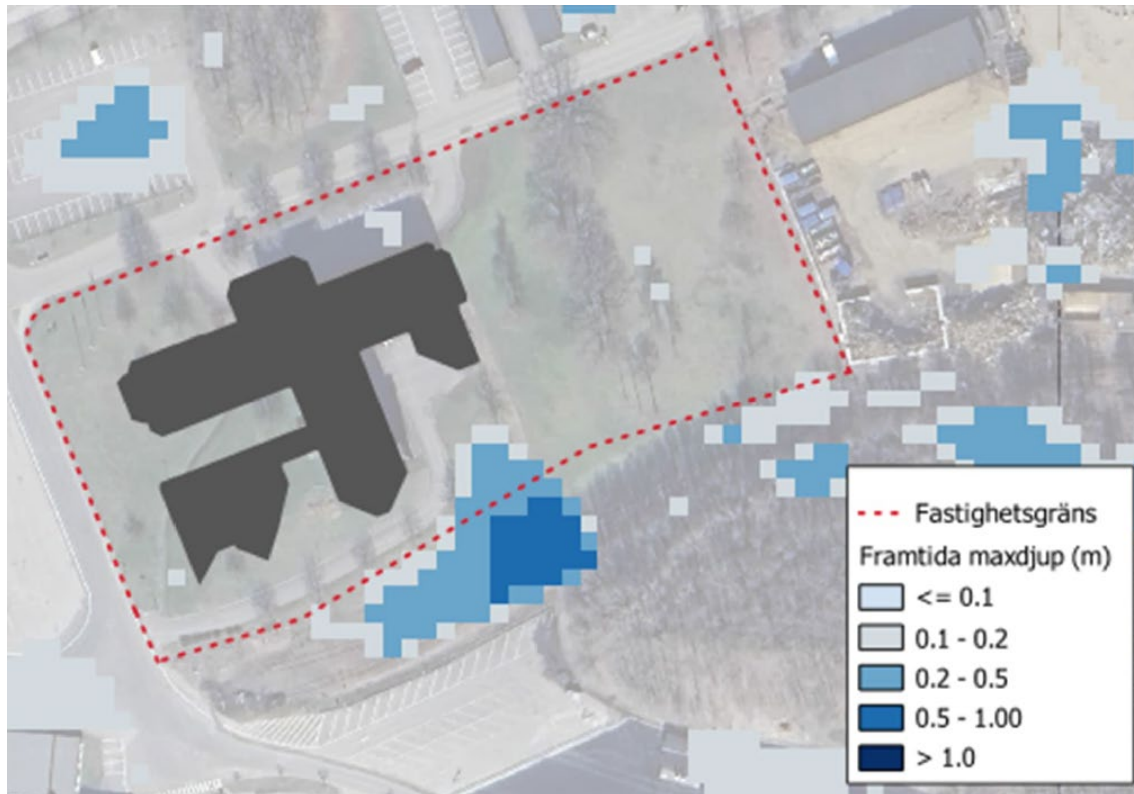 Fastighetsgräns
Framtida maxdjup (m)
<= 0.1
0.1 - 0.2
0.2 - 0.5
0.5 - 1.00
> 1.0